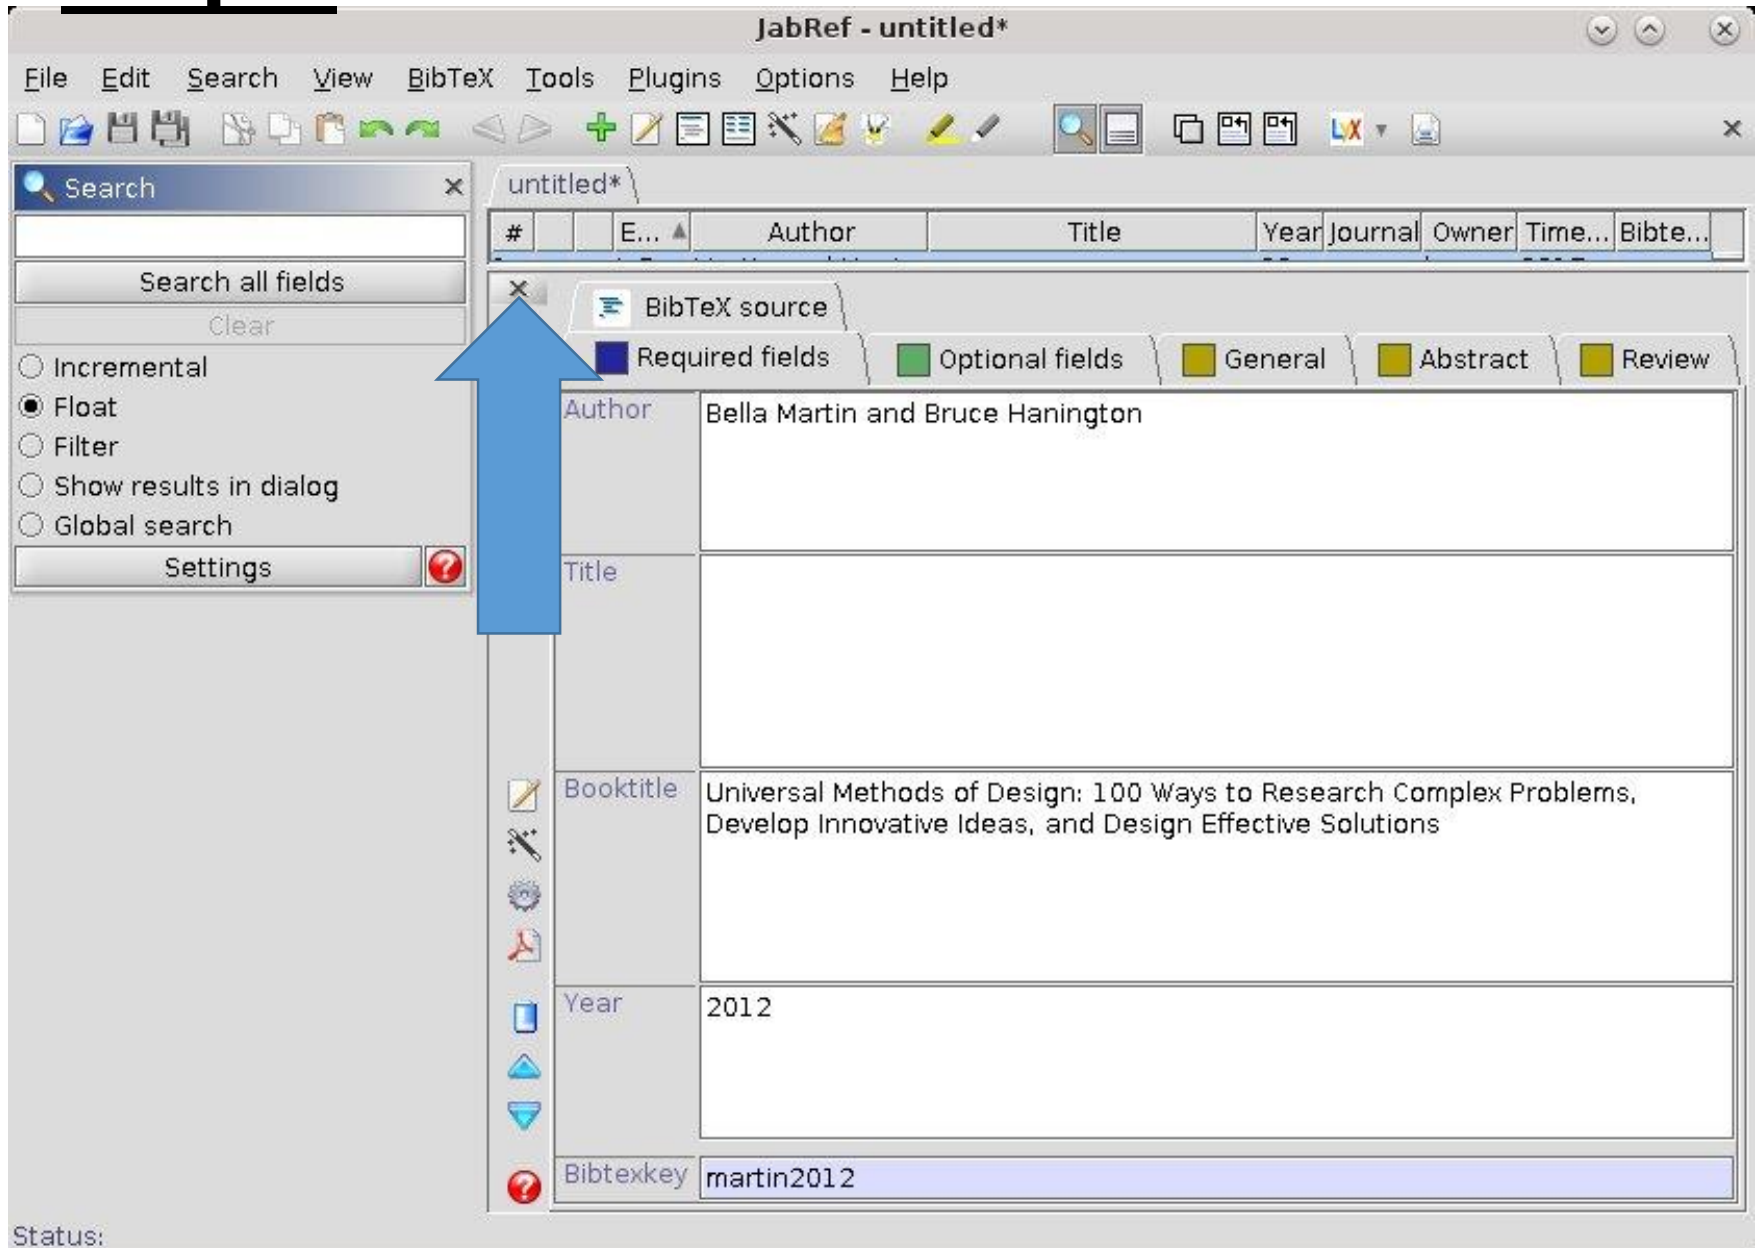 JabRef - untitled*
File Edit Search View BibTeX Tools Plugins Options Help
Search
untitled*
# E... Author Title Year Journal Owner Time... Bibte...
Search all fields
Clear
BibTeX source
Required fields Optional fields General Abstract Review
Incremental
Float
Filter
Show results in dialog
Global search
Settings
Author
Bella Martin and Bruce Hanington
Title
Booktitle
Universal Methods of Design: 100 Ways to Research Complex Problems,
Develop Innovative Ideas, and Design Effective Solutions
Year
2012
Bibtexkey
martin2012
Status: